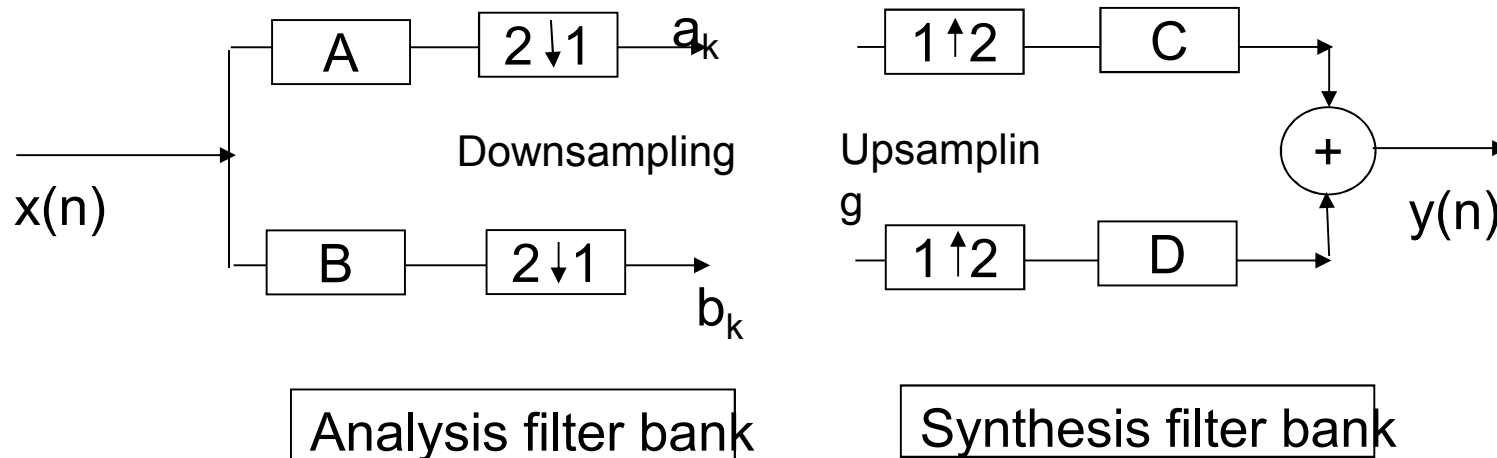 A
2↓1
a_k
1↑2
C
Downsampling
Upsamplin
g
+
x(n)
y(n)
B
2↓1
b_k
1↑2
D
Analysis filter bank
Synthesis filter bank